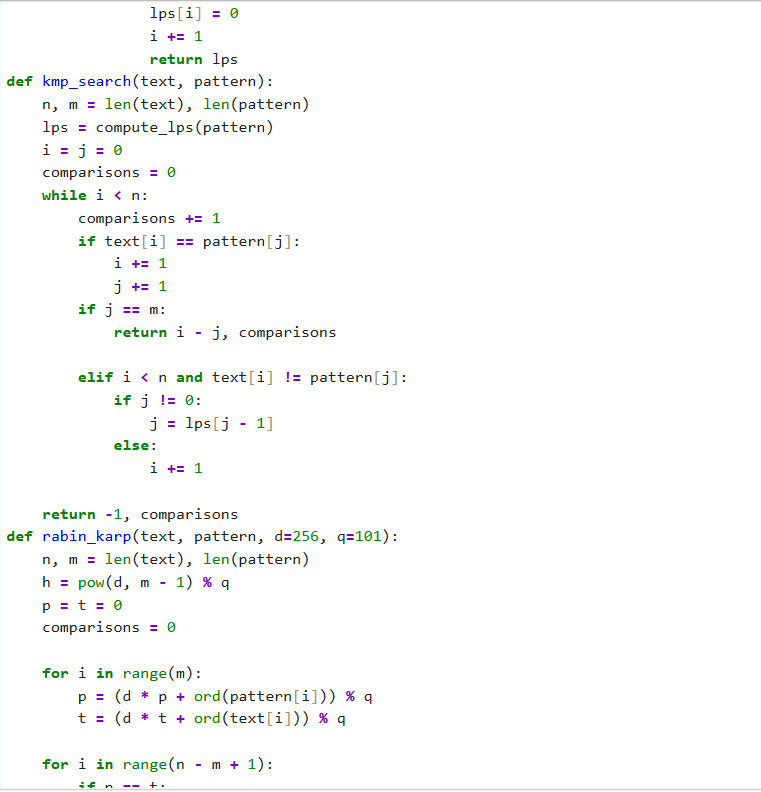 lps[i] = 0
                i += 1
                return lps
def kmp_search(text, pattern):
    n, m = len(text), len(pattern)
    lps = compute_lps(pattern)
    i = j = 0
    comparisons = 0
    while i < n:
        comparisons += 1
        if text[i] == pattern[j]:
            i += 1
            j += 1
        if j == m:
            return i - j, comparisons

        elif i < n and text[i] != pattern[j]:
            if j != 0:
                j = lps[j - 1]
            else:
                i += 1

    return -1, comparisons
def rabin_karp(text, pattern, d=256, q=101):
    n, m = len(text), len(pattern)
    h = pow(d, m - 1) % q
    p = t = 0
    comparisons = 0

    for i in range(m):
        p = (d * p + ord(pattern[i])) % q
        t = (d * t + ord(text[i])) % q

    for i in range(n - m + 1):
        if p == t: